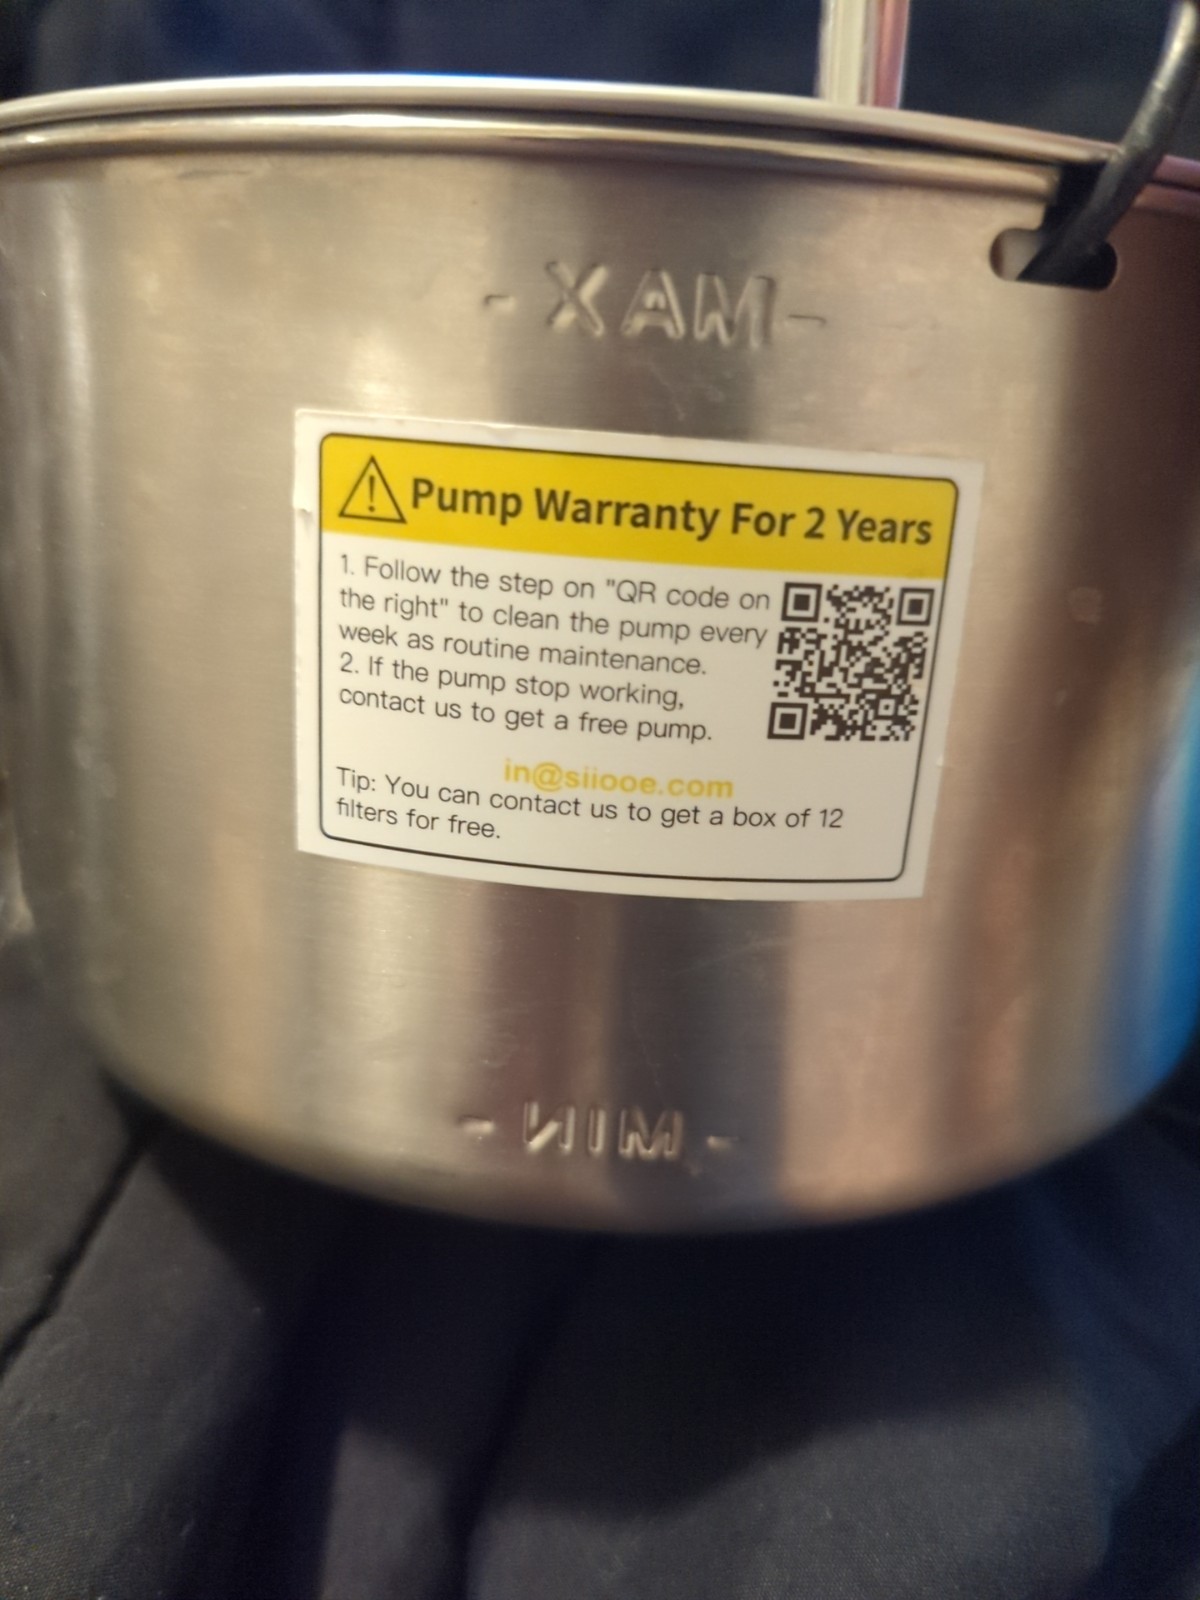 - XAM -
Pump Warranty For 2 Years
1. Follow the step on "QR code on
the right" to clean the pump every
week as routine maintenance.
2. If the pump stop working,
contact us to get a free pump.
in@siiooe.com
Tip: You can contact us to get a box of 12
filters for free.
- ИIM -